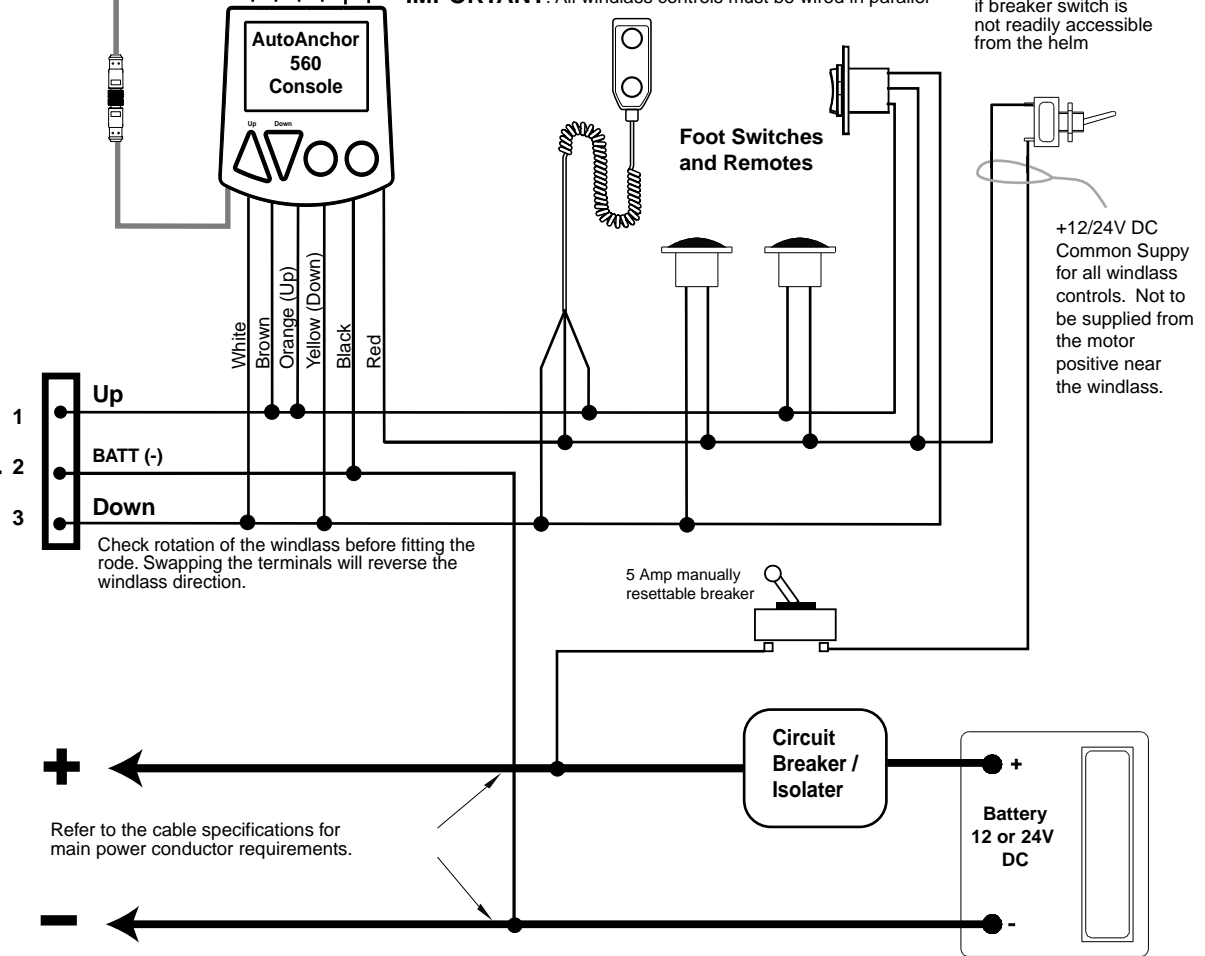 IMPORTANT: All windlass controls must be wired in parallel
if breaker switch is
not readily accessible
from the helm
AutoAnchor
560
Console
Up Down
Foot Switches
and Remotes
+12/24V DC
Common Suppy
for all windlass
controls. Not to
be supplied from
the motor
positive near
the windlass.
White
Brown
Orange (Up)
Yellow (Down)
Black
Red
1
Up
2
BATT (-)
3
Down
Check rotation of the windlass before fitting the
rode. Swapping the terminals will reverse the
windlass direction.
5 Amp manually
resettable breaker
+
Circuit
Breaker /
Isolater
+
Battery
12 or 24V
DC
-
Refer to the cable specifications for
main power conductor requirements.
-